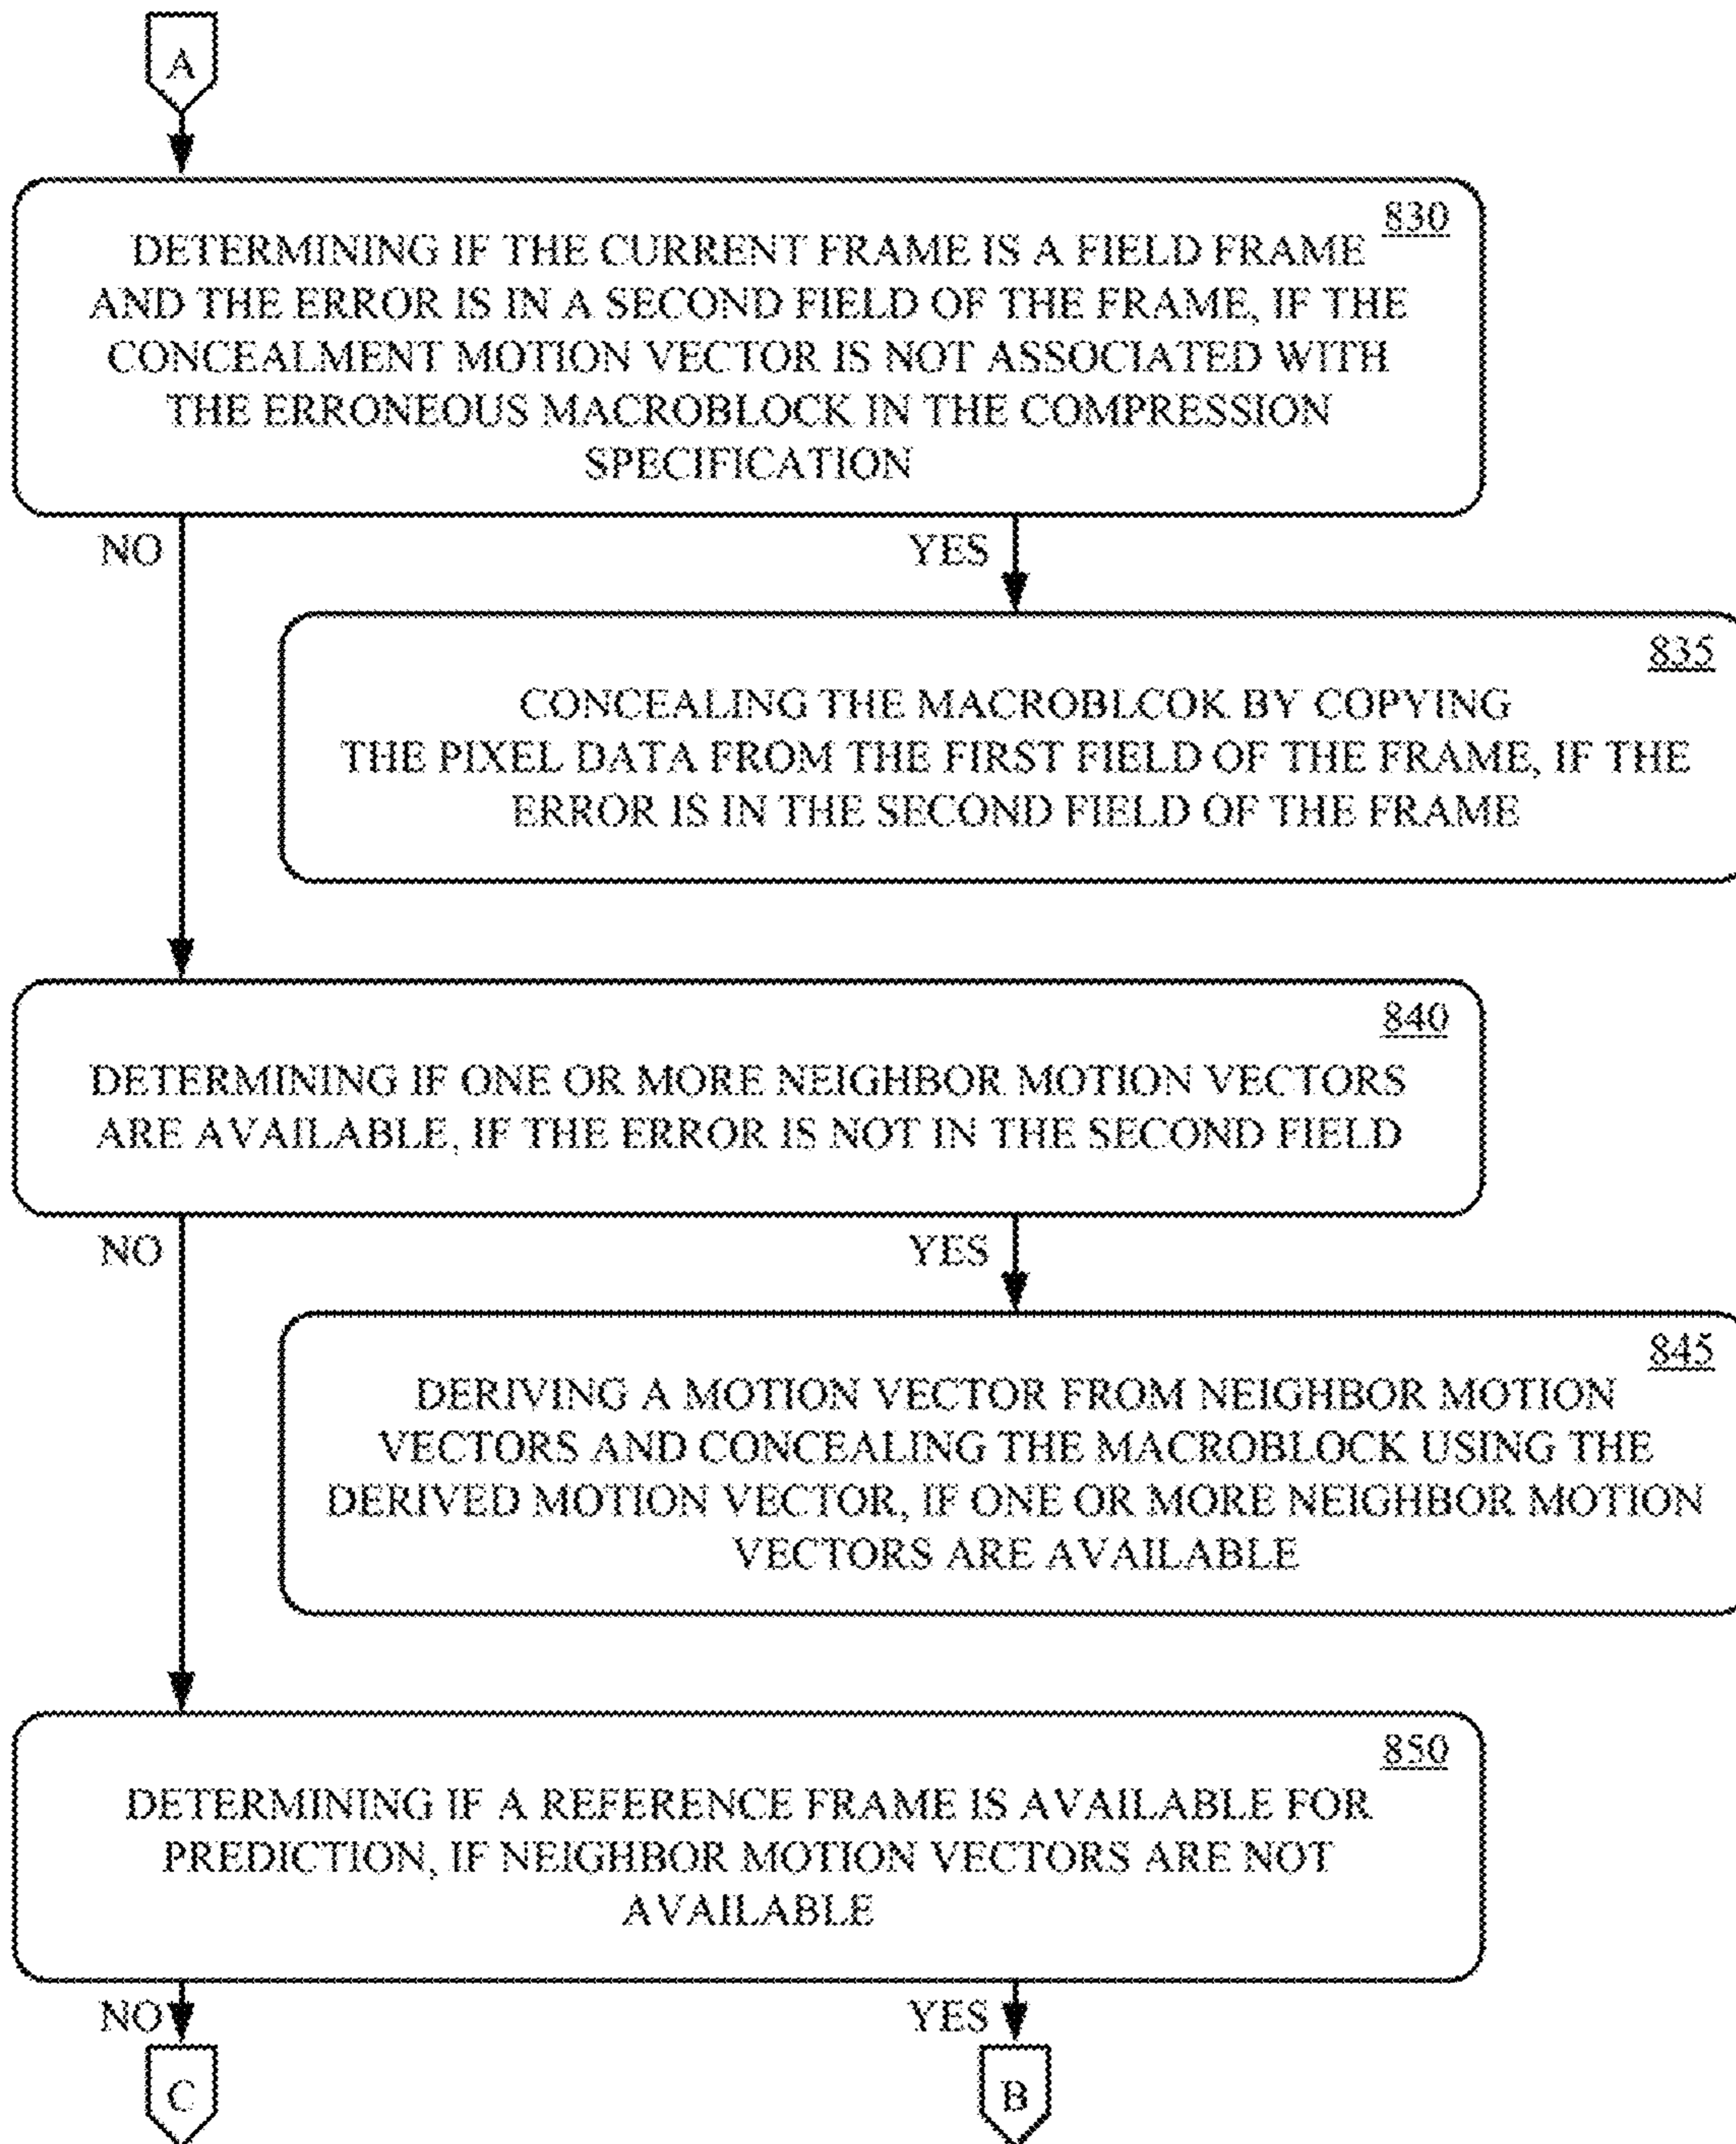 A
830
DETERMINING IF THE CURRENT FRAME IS A FIELD FRAME
AND THE ERROR IS IN A SECOND FIELD OF THE FRAME, IF THE
CONCEALMENT MOTION VECTOR IS NOT ASSOCIATED WITH
THE ERRONEOUS MACROBLOCK IN THE COMPRESSION
SPECIFICATION
NO
YES
835
CONCEALING THE MACROBLCOK BY COPYING
THE PIXEL DATA FROM THE FIRST FIELD OF THE FRAME, IF THE
ERROR IS IN THE SECOND FIELD OF THE FRAME
840
DETERMINING IF ONE OR MORE NEIGHBOR MOTION VECTORS
ARE AVAILABLE, IF THE ERROR IS NOT IN THE SECOND FIELD
NO
YES
845
DERIVING A MOTION VECTOR FROM NEIGHBOR MOTION
VECTORS AND CONCEALING THE MACROBLOCK USING THE
DERIVED MOTION VECTOR, IF ONE OR MORE NEIGHBOR MOTION
VECTORS ARE AVAILABLE
850
DETERMINING IF A REFERENCE FRAME IS AVAILABLE FOR
PREDICTION, IF NEIGHBOR MOTION VECTORS ARE NOT
AVAILABLE
NO
YES
C
B